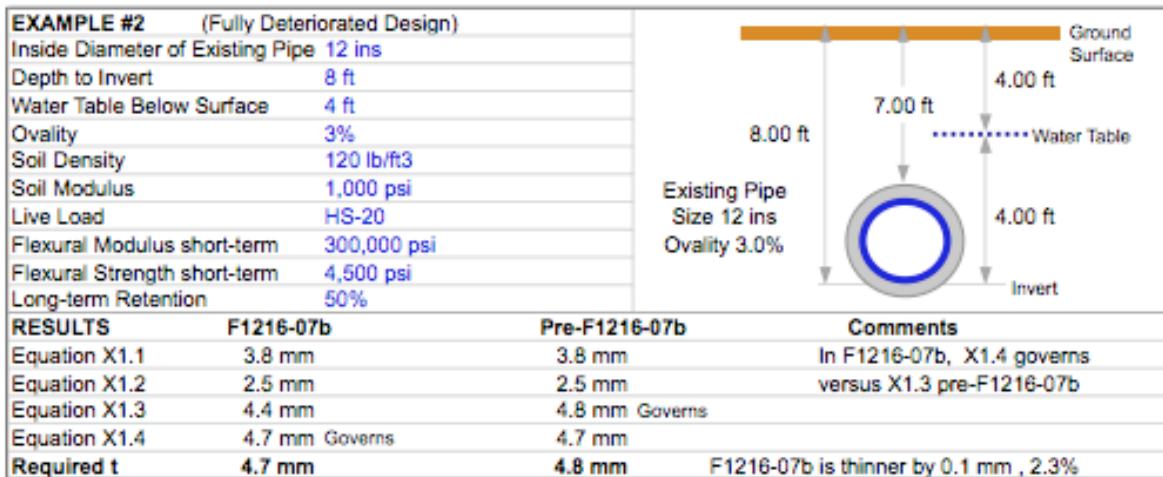 EXAMPLE #2 (Fully Deteriorated Design)
Inside Diameter of Existing Pipe 12 ins
Depth to Invert 8 ft
Water Table Below Surface 4 ft
Ovality 3%
Soil Density 120 lb/ft3
Soil Modulus 1,000 psi
Live Load HS-20
Flexural Modulus short-term 300,000 psi
Flexural Strength short-term 4,500 psi
Long-term Retention 50%
Ground
Surface
4.00 ft
7.00 ft
8.00 ft
Water Table
Existing Pipe
Size 12 ins
Ovality 3.0%
4.00 ft
Invert
RESULTS F1216-07b Pre-F1216-07b Comments
Equation X1.1 3.8 mm 3.8 mm In F1216-07b, X1.4 governs
Equation X1.2 2.5 mm 2.5 mm versus X1.3 pre-F1216-07b
Equation X1.3 4.4 mm 4.8 mm Governs
Equation X1.4 4.7 mm Governs 4.7 mm
Required t 4.7 mm 4.8 mm F1216-07b is thinner by 0.1 mm , 2.3%